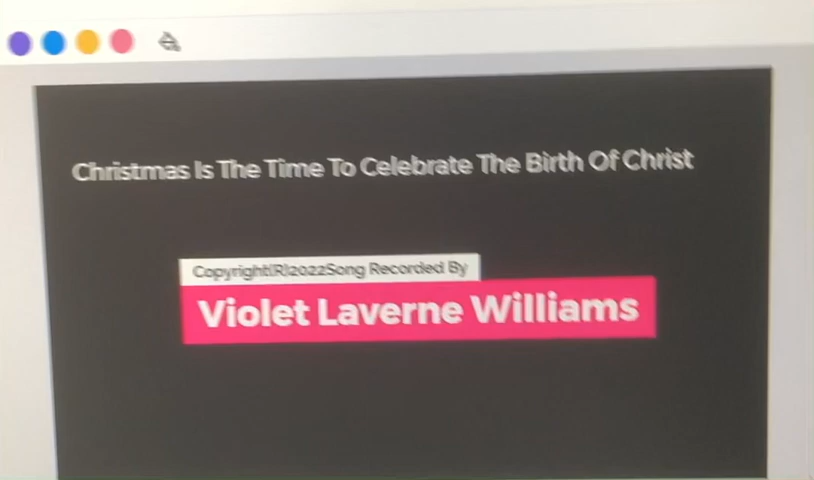 Christmas Is The Time To Celebrate The Birth Of Christ
Copyright(R)2022Song Recorded By
Violet Laverne Williams